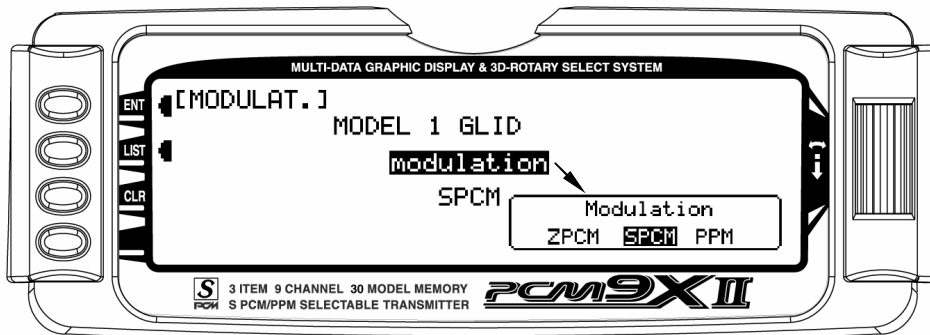 MULTI-DATA GRAPHIC DISPLAY & 3D-ROTARY SELECT SYSTEM
ENT
LIST
CLR
[MODULAT.]
MODEL 1 GLID
modulation
SPCM
Modulation
ZPCM SPCM PPM
S PCM
3 ITEM 9 CHANNEL 30 MODEL MEMORY
S PCM/PPM SELECTABLE TRANSMITTER
PCM9XII